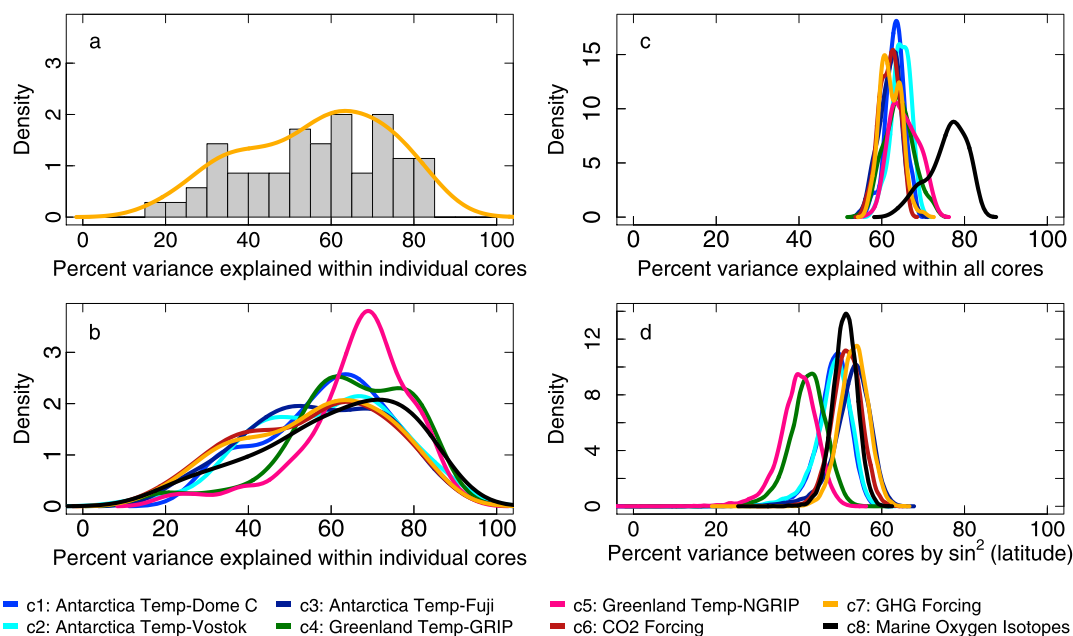 a
Density
0 1 2 3
0 20 40 60 80 100
Percent variance explained within individual cores
c
Density
0 5 10 15
0 20 40 60 80 100
Percent variance explained within all cores
b
Density
0 1 2 3
0 20 40 60 80 100
Percent variance explained within individual cores
d
Density
0 4 8 12
0 20 40 60 80 100
Percent variance between cores by sin² (latitude)
c1: Antarctica Temp-Dome C
c2: Antarctica Temp-Vostok
c3: Antarctica Temp-Fuji
c4: Greenland Temp-GRIP
c5: Greenland Temp-NGRIP
c6: CO2 Forcing
c7: GHG Forcing
c8: Marine Oxygen Isotopes